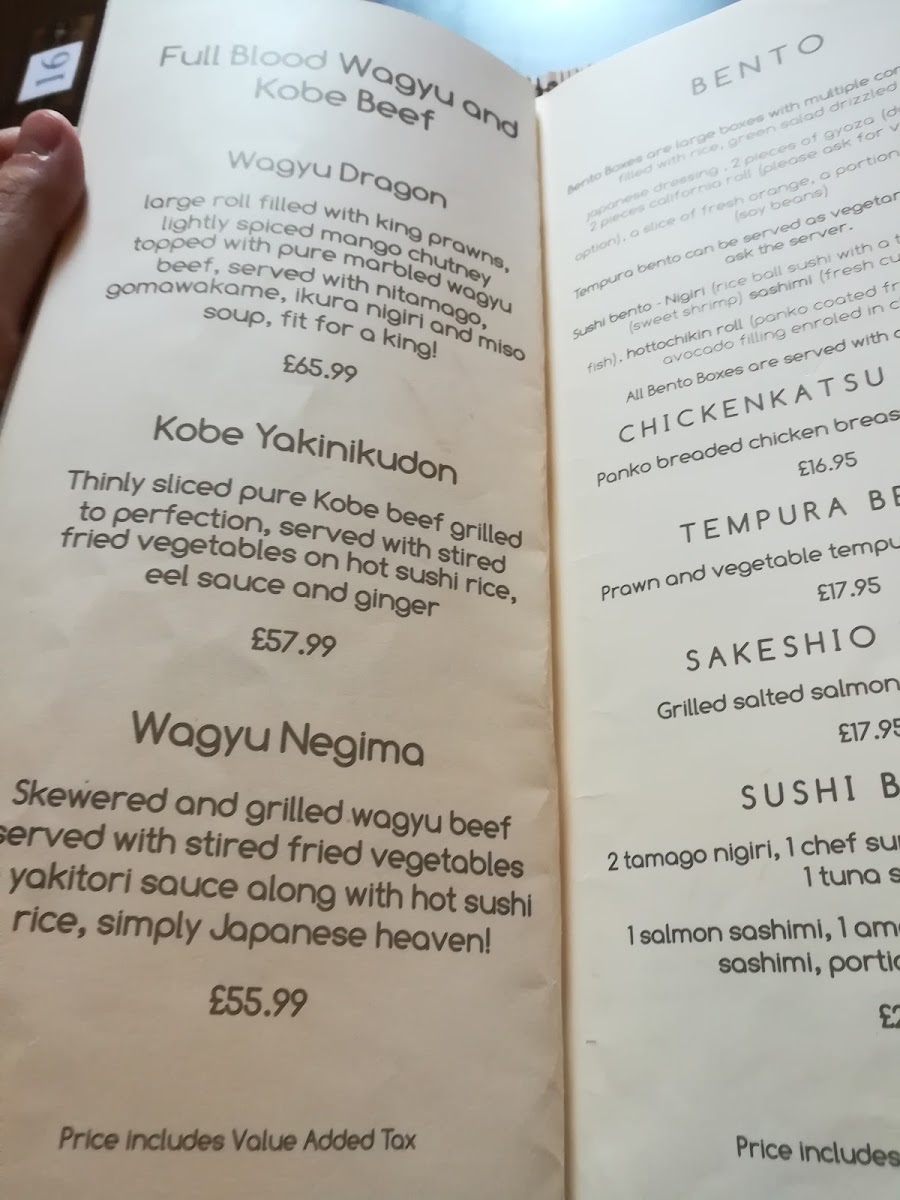 16
Full Blood Wagyu and
Kobe Beef
Wagyu Dragon
large roll filled with king prawns,
lightly spiced mango chutney
topped with pure marbled wagyu
beef, served with nitamago,
gomawakame, ikura nigiri and miso
soup, fit for a king!
£65.99
Kobe Yakinikudon
Thinly sliced pure Kobe beef grilled
to perfection, served with stired
fried vegetables on hot sushi rice,
eel sauce and ginger
£57.99
Wagyu Negima
Skewered and grilled wagyu beef
served with stired fried vegetables
yakitori sauce along with hot sushi
rice, simply Japanese heaven!
£55.99
Price includes Value Added Tax
BENTO
Bento Boxes are large boxes with multiple
filled with rice, green salad drizzled
japanese dressing , 2 pieces of gyoza
2 pieces california roll (please ask for
option), a slice of fresh orange, a portion
(soy beans)
Tempura bento can be served as
ask the server.
Sushi bento - Nigiri (rice ball sushi with a
(sweet shrimp) sashimi (fresh
fish), hottochikin roll (panko coated
avocado filling enroled in
All Bento Boxes are served with
CHICKENKATSU
Panko breaded chicken
£16.95
TEMPURA
Prawn and vegetable
£17.95
SAKESHIO
Grilled salted salmon
£17.95
SUSHI
2 tamago nigiri, 1 chef
1 tuna
1 salmon sashimi, 1
sashimi,
Price includes